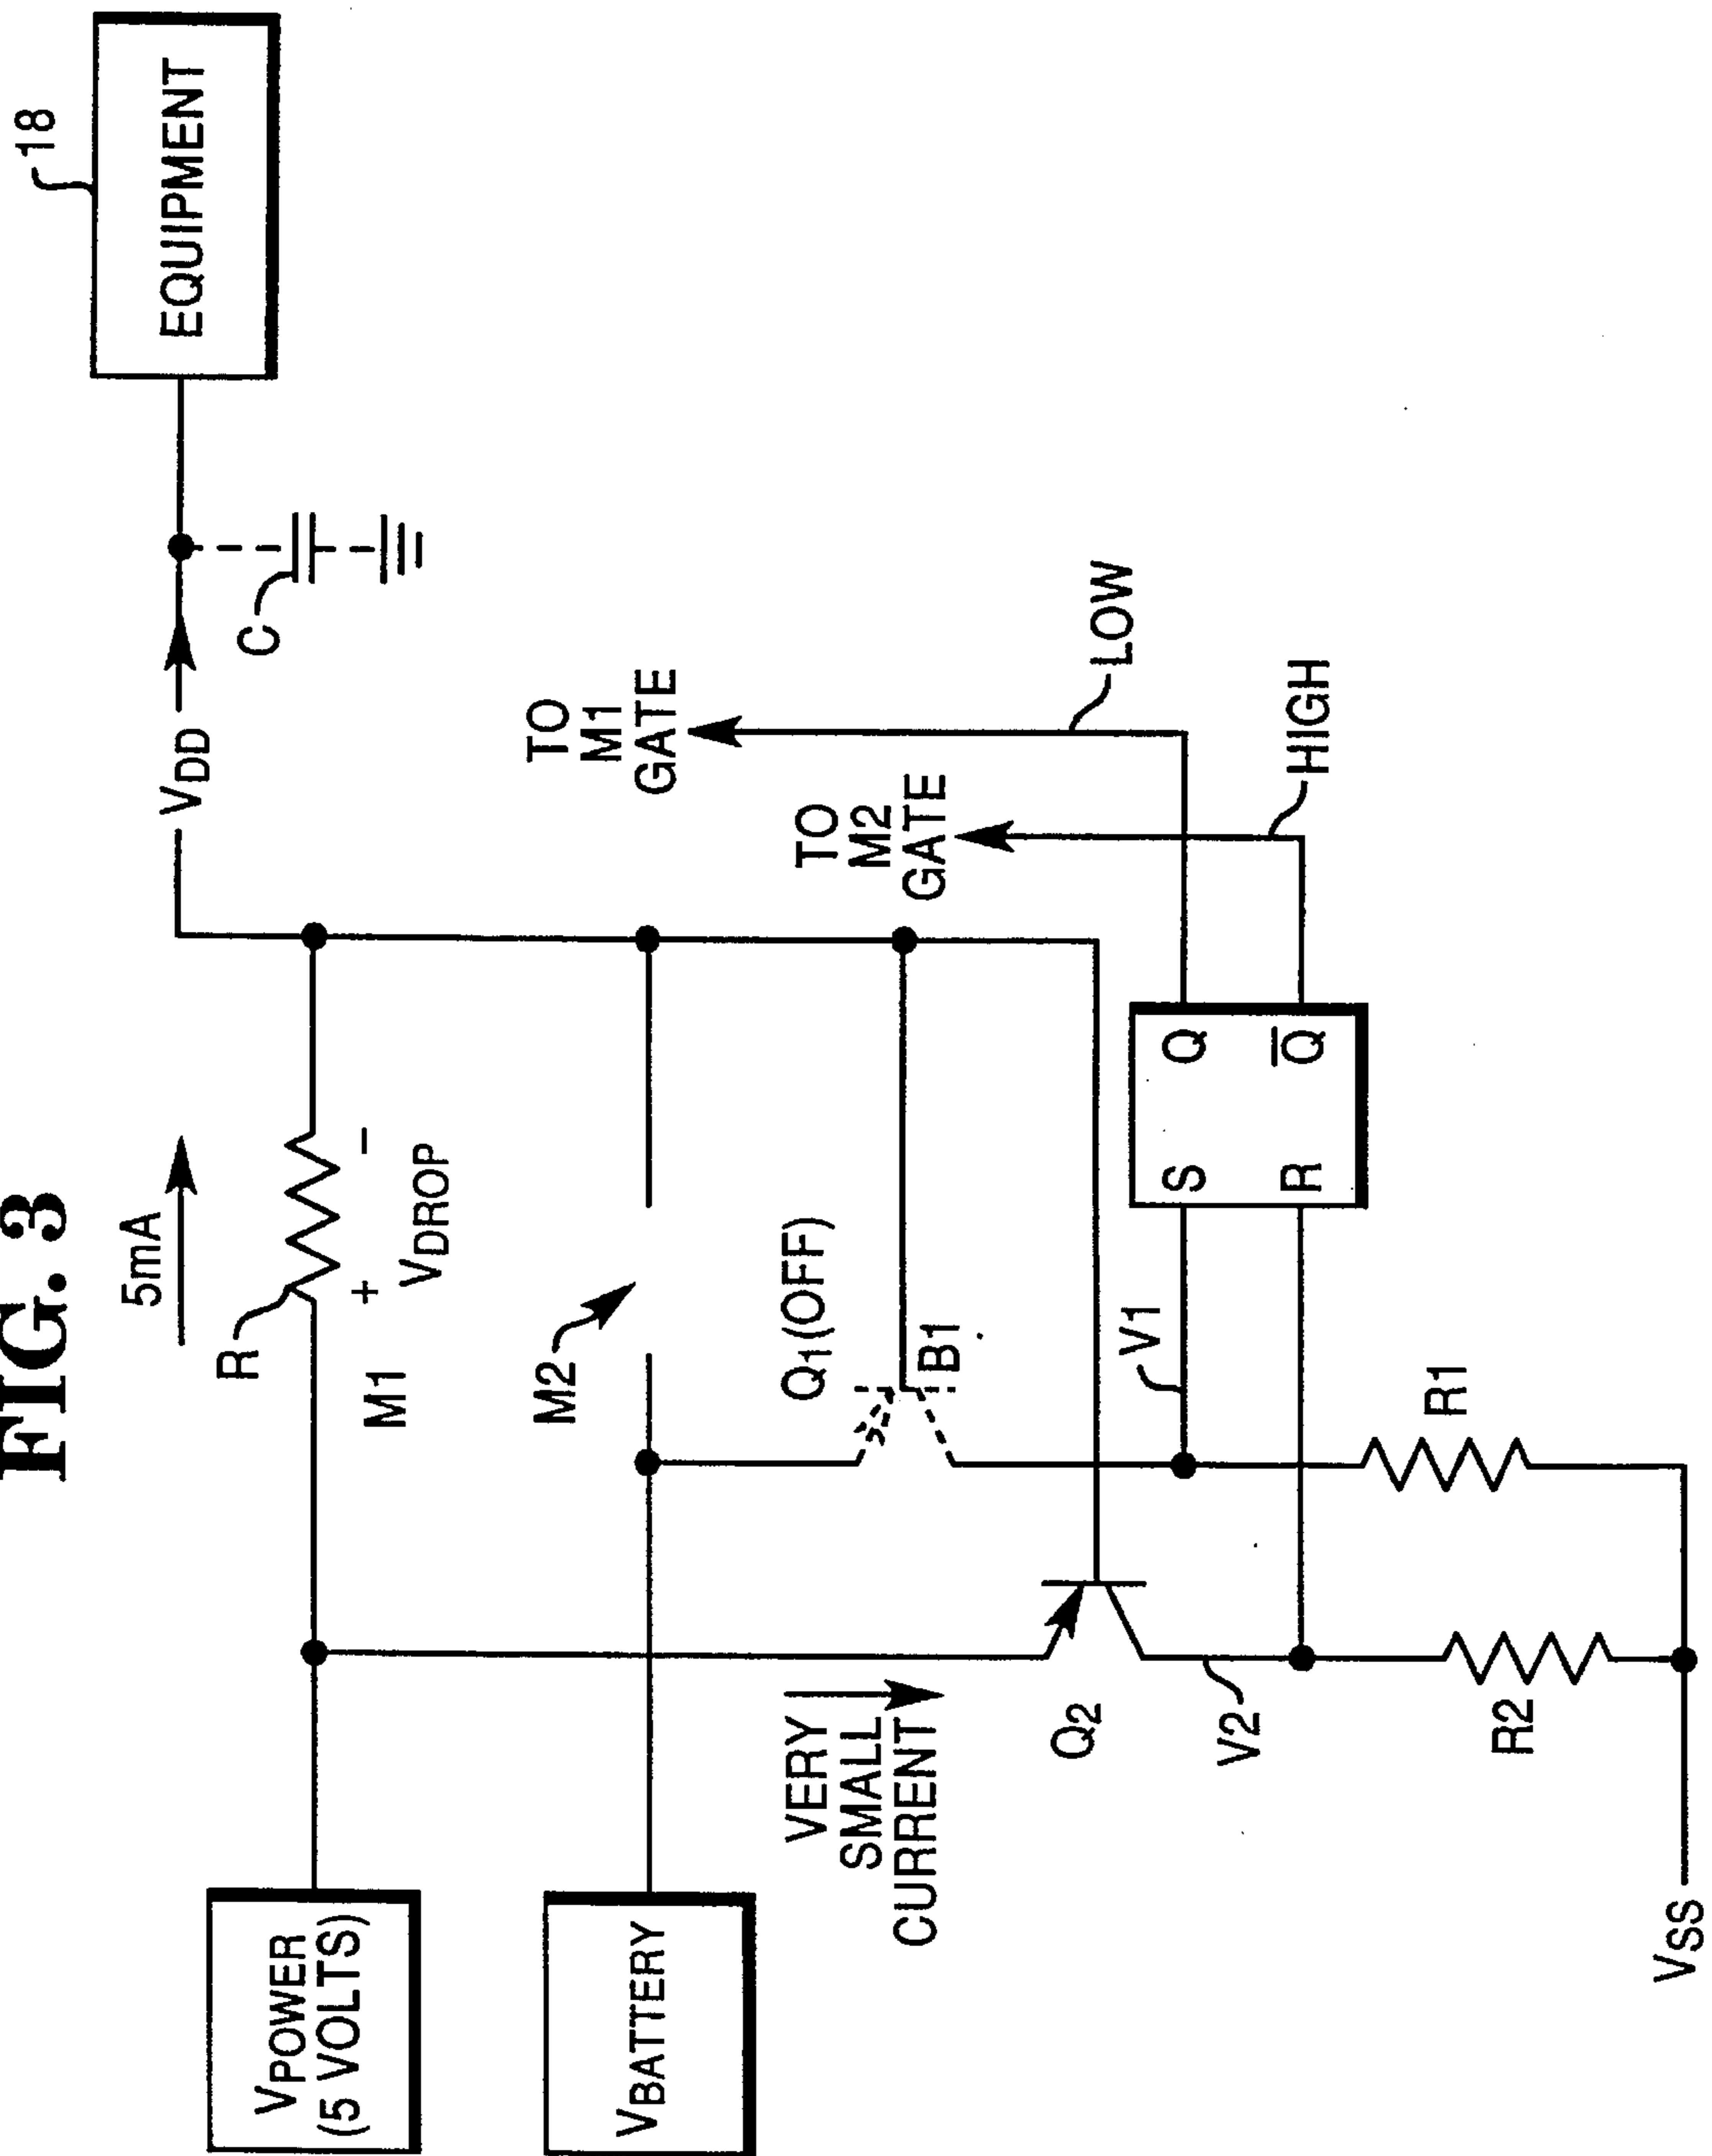 FIG. 3
5mA
R
+ −
M1
VDROP
VDD
C
18
EQUIPMENT
VPOWER
(5 VOLTS)
M2
VBATTERY
Q1(OFF)
B1
TO
M1
GATE
TO
M2
GATE
LOW
HIGH
VERY
SMALL
CURRENT
Q2
V1
V2
S Q
R Q̅
R1
R2
VSS